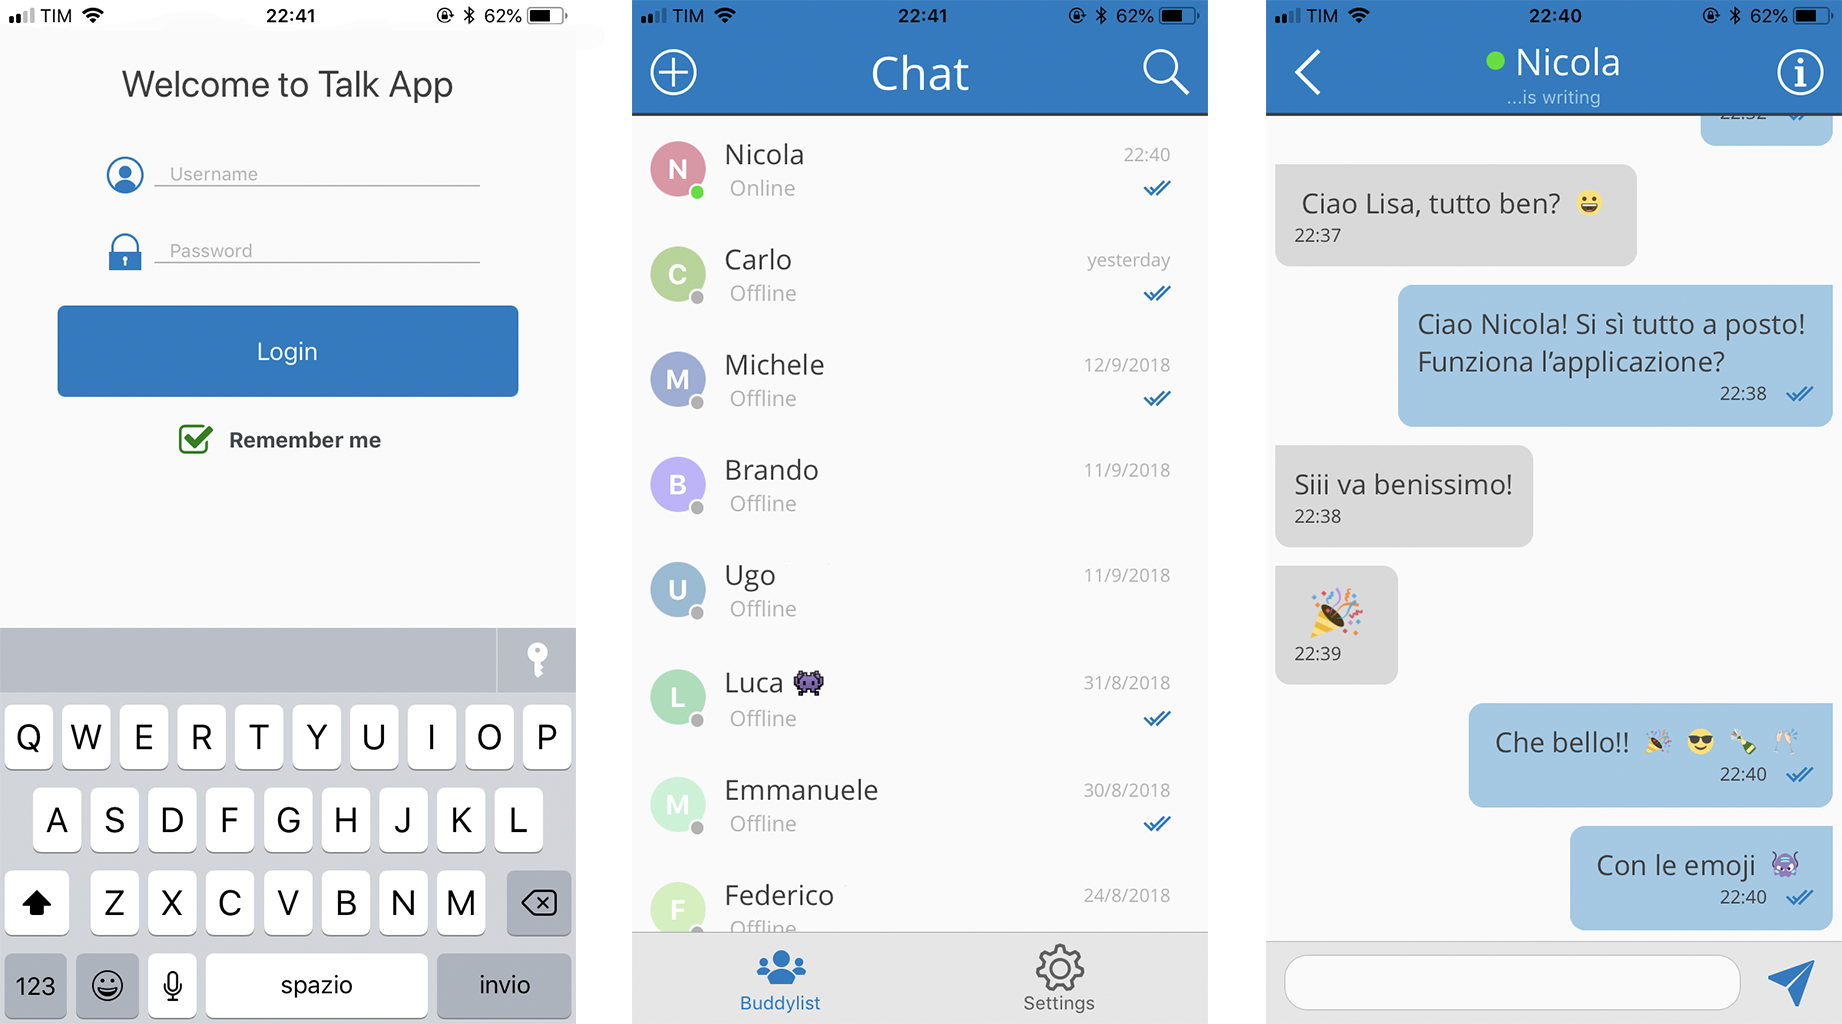 TIM 22:41 62%
Welcome to Talk App
Username
Password
Login
Remember me
Q W E R T Y U I O P
A S D F G H J K L
Z X C V B N M
123 spazio invio
TIM 22:41 62%
Chat
N Nicola 22:40
Online
C Carlo yesterday
Offline
M Michele 12/9/2018
Offline
B Brando 11/9/2018
Offline
U Ugo 11/9/2018
Offline
L Luca 👾 31/8/2018
Offline
M Emmanuele 30/8/2018
Offline
F Federico 24/8/2018
Offline
Buddylist Settings
TIM 22:40 62%
Nicola
...is writing
Ciao Lisa, tutto ben? 😀
22:37
Ciao Nicola! Si sì tutto a posto!
Funziona l’applicazione?
22:38
Siii va benissimo!
22:38
🎉
22:39
Che bello!! 🎉 😎 🍾 🥂
22:40
Con le emoji 🐙
22:40